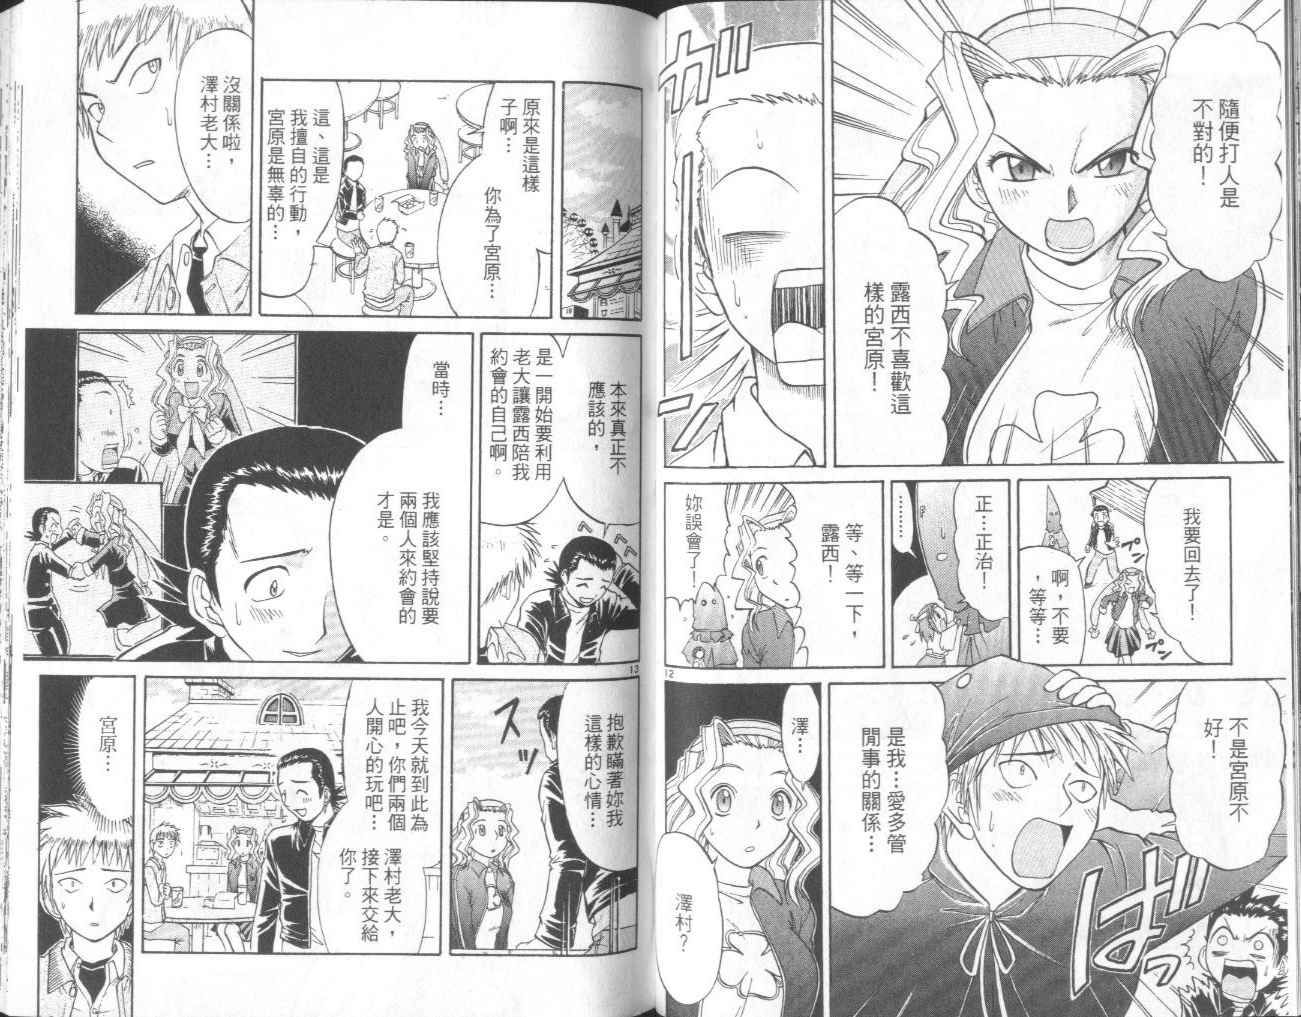 隨便打人是
不對的！
露西不喜歡這
樣的宮原！
ガガガガン
我要回去了！
啊，不要
，等等…
プン
プン
正…正治！
………
等、等一下，
露西！
妳誤會了！
不是宮原不
好！
是我…愛多管
閒事的關係…
ばっ
澤…
澤村？
12
原來是這樣
子啊…
你為了宮原…
這、這是
我擅自的行動，
宮原是無辜的…
沒關係啦，
澤村老大…
本來真正不
應該的，
是一開始要利用
老大讓露西陪我
約會的自己啊。
當時…
我應該堅持說要
兩個人來約會的
才是。
13
抱歉瞞著妳我
這樣的心情…
スッ
我今天就到此為
止吧，你們兩個
人開心的玩吧…
澤村老大，
接下來交給
你了。
宮原…